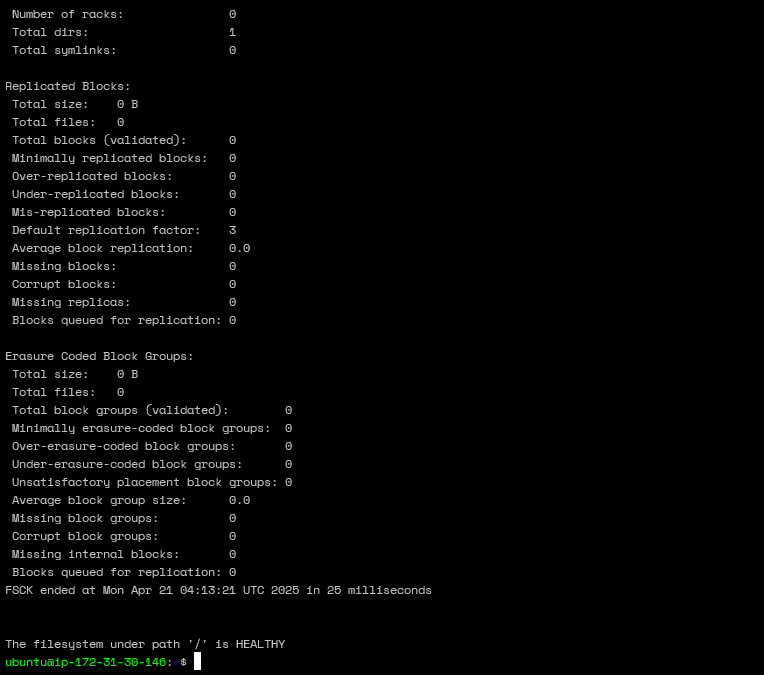 Number of racks: 0
Total dirs: 1
Total symlinks: 0
Replicated Blocks:
Total size: 0 B
Total files: 0
Total blocks (validated): 0
Minimally replicated blocks: 0
Over-replicated blocks: 0
Under-replicated blocks: 0
Mis-replicated blocks: 0
Default replication factor: 3
Average block replication: 0.0
Missing blocks: 0
Corrupt blocks: 0
Missing replicas: 0
Blocks queued for replication: 0
Erasure Coded Block Groups:
Total size: 0 B
Total files: 0
Total block groups (validated): 0
Minimally erasure-coded block groups: 0
Over-erasure-coded block groups: 0
Under-erasure-coded block groups: 0
Unsatisfactory placement block groups: 0
Average block group size: 0.0
Missing block groups: 0
Corrupt block groups: 0
Missing internal blocks: 0
Blocks queued for replication: 0
FSCK ended at Mon Apr 21 04:13:21 UTC 2025 in 25 milliseconds
The filesystem under path '/' is HEALTHY
ubuntu@ip-172-31-30-146:~$